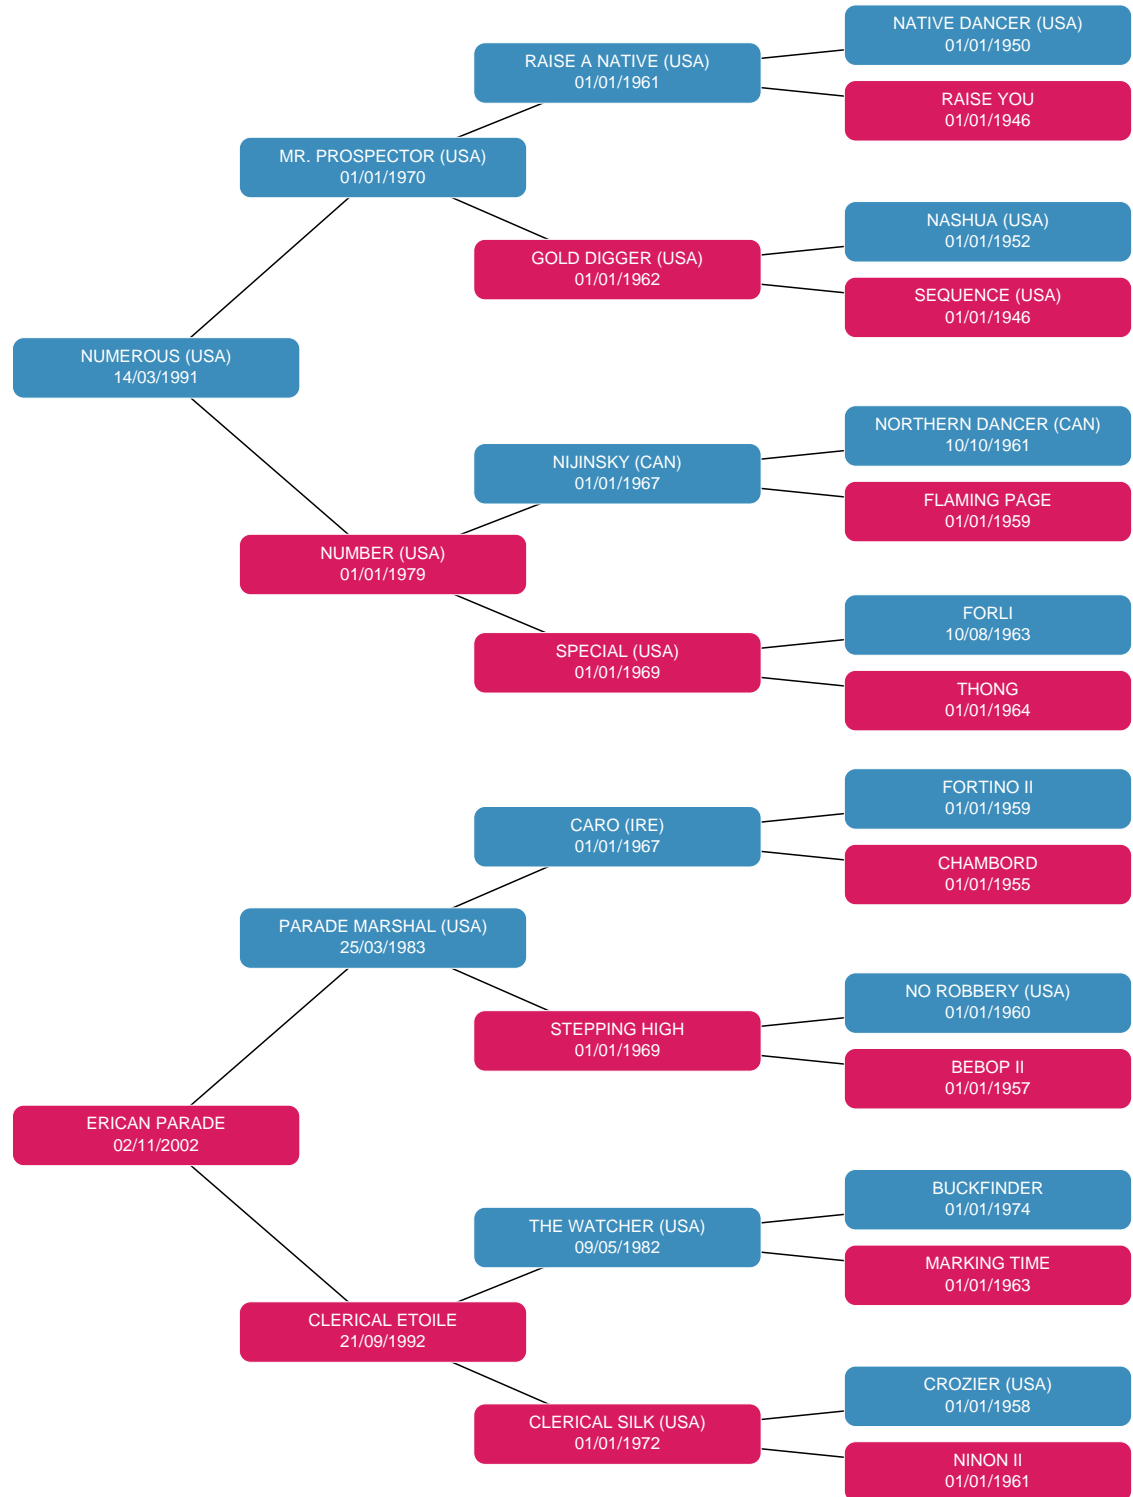 NATIVE DANCER (USA)
01/01/1950
RAISE A NATIVE (USA)
01/01/1961
RAISE YOU
01/01/1946
MR. PROSPECTOR (USA)
01/01/1970
NASHUA (USA)
01/01/1952
GOLD DIGGER (USA)
01/01/1962
SEQUENCE (USA)
01/01/1946
NUMEROUS (USA)
14/03/1991
NORTHERN DANCER (CAN)
10/10/1961
NIJINSKY (CAN)
01/01/1967
FLAMING PAGE
01/01/1959
NUMBER (USA)
01/01/1979
FORLI
10/08/1963
SPECIAL (USA)
01/01/1969
THONG
01/01/1964
FORTINO II
01/01/1959
CARO (IRE)
01/01/1967
CHAMBORD
01/01/1955
PARADE MARSHAL (USA)
25/03/1983
NO ROBBERY (USA)
01/01/1960
STEPPING HIGH
01/01/1969
BEBOP II
01/01/1957
ERICAN PARADE
02/11/2002
BUCKFINDER
01/01/1974
THE WATCHER (USA)
09/05/1982
MARKING TIME
01/01/1963
CLERICAL ETOILE
21/09/1992
CROZIER (USA)
01/01/1958
CLERICAL SILK (USA)
01/01/1972
NINON II
01/01/1961